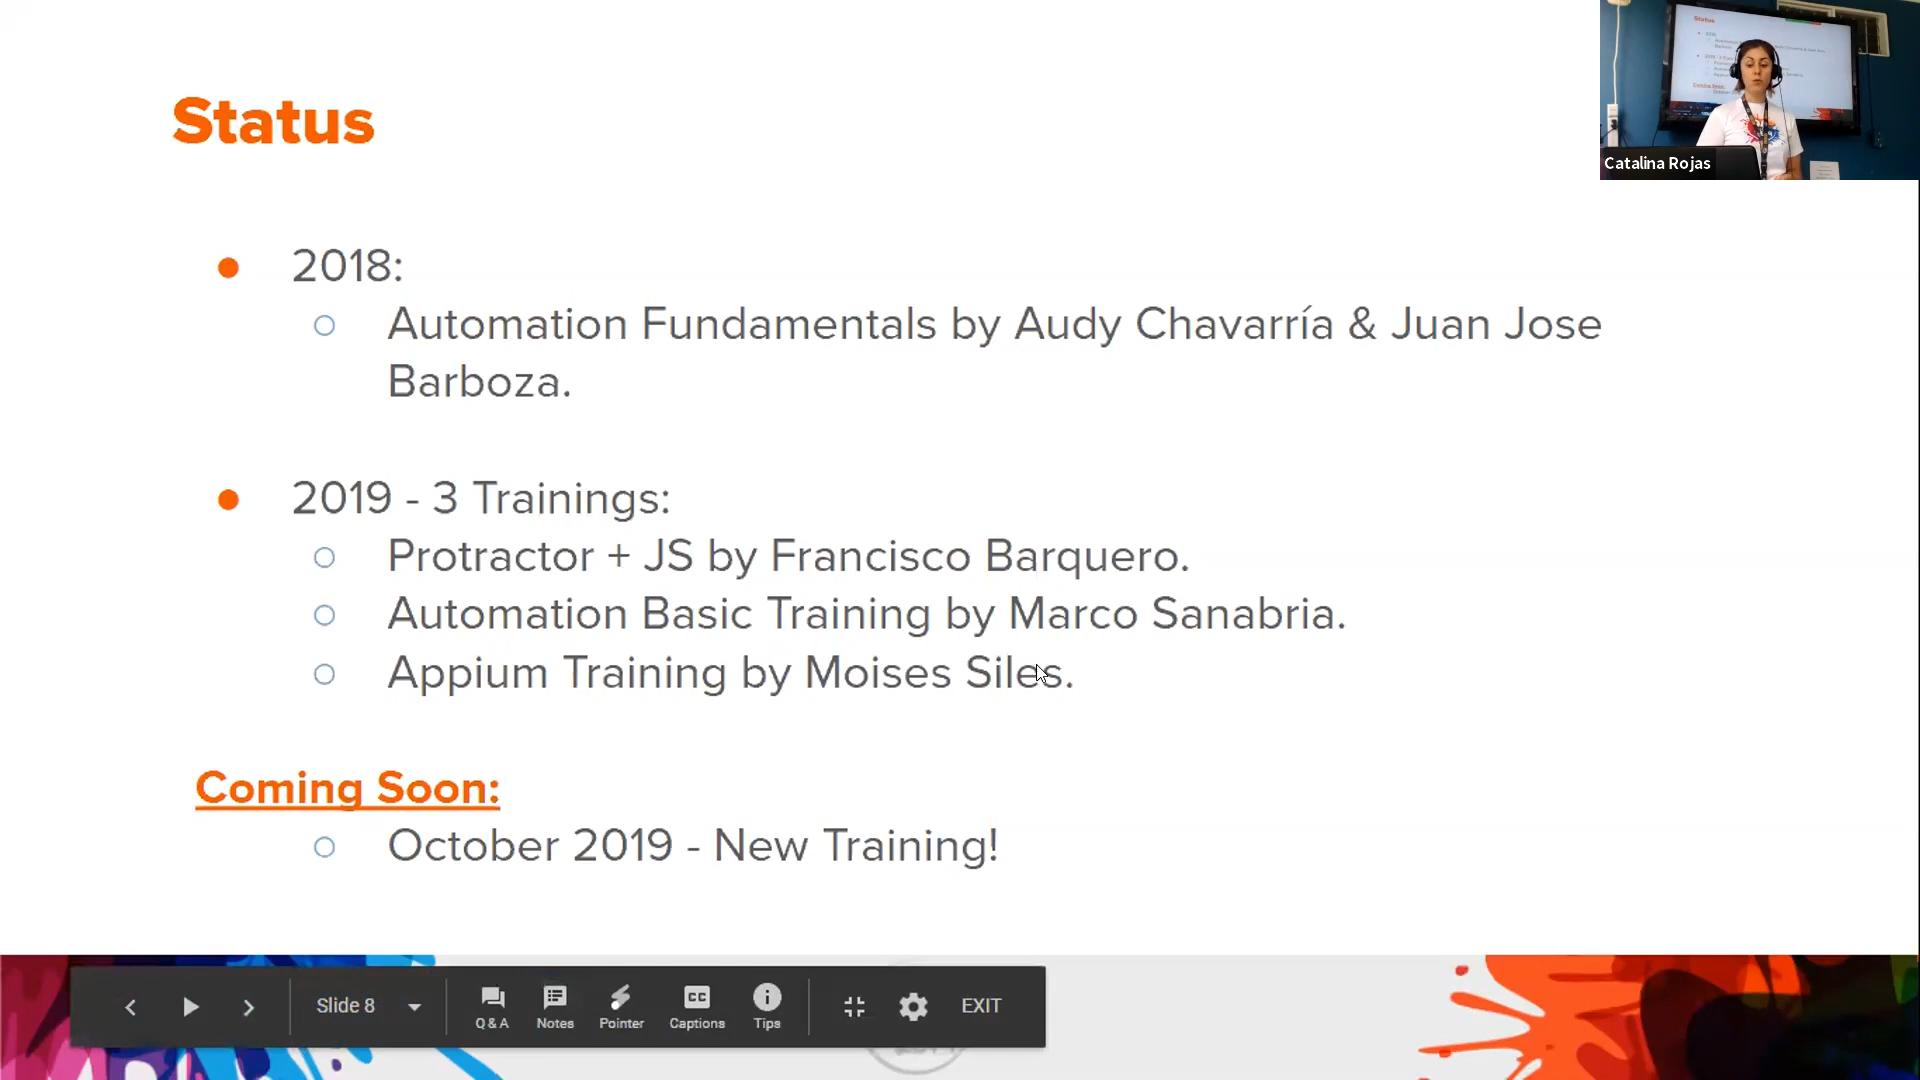 Status
Catalina Rojas
2018:
Automation Fundamentals by Audy Chavarría & Juan Jose
Barboza.
2019 - 3 Trainings:
Protractor + JS by Francisco Barquero.
Automation Basic Training by Marco Sanabria.
Appium Training by Moises Siles.
Coming Soon:
October 2019 - New Training!
Slide 8
Q & A
Notes
Pointer
CC
Captions
Tips
EXIT